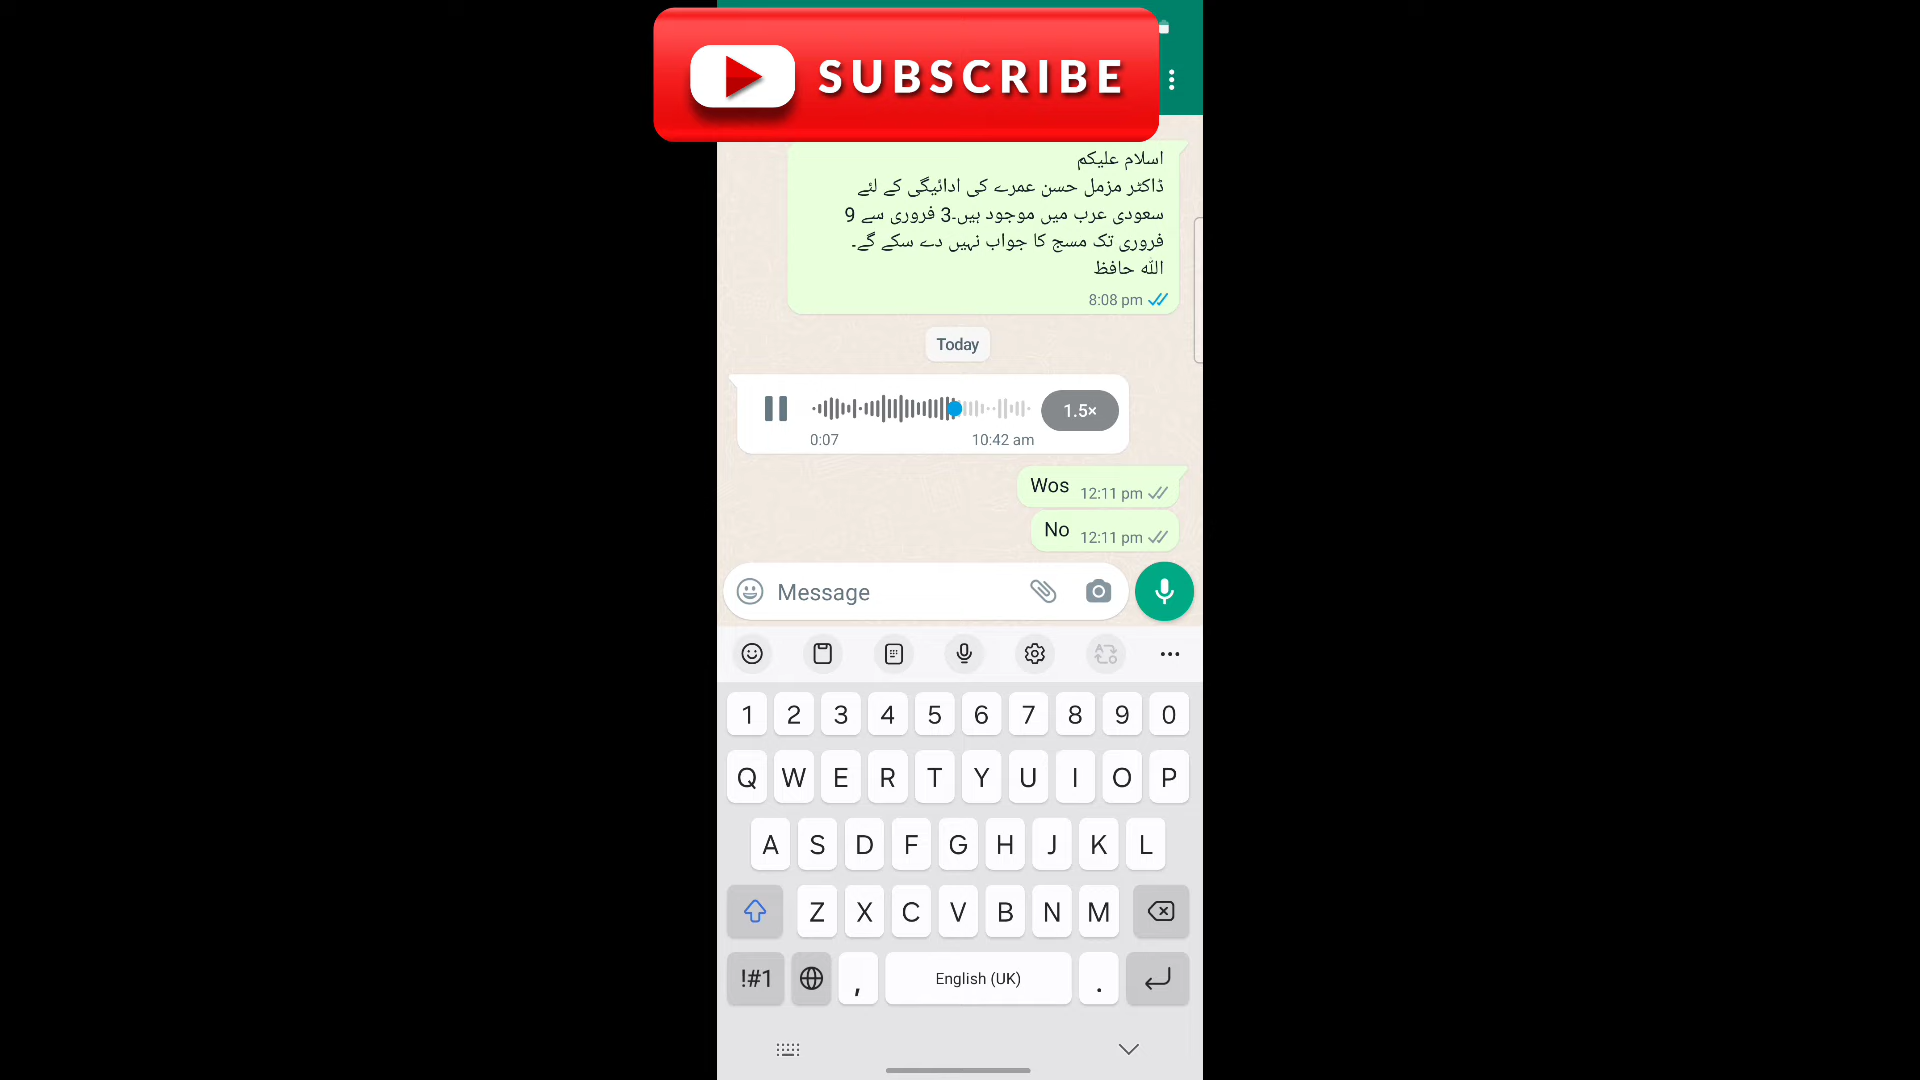 SUBSCRIBE
اسلام علیکم
ڈاکٹر مزمل حسن عمرے کی ادائیگی کے لئے
سعودی عرب میں موجود ہیں۔3 فروری سے 9
فروری تک مسج کا جواب نہیں دے سکے گے۔
اللّٰہ حافظ
8:08 pm
Today
1.5×
0:07 10:42 am
Wos 12:11 pm
No 12:11 pm
Message
1 2 3 4 5 6 7 8 9 0
Q W E R T Y U I O P
A S D F G H J K L
Z X C V B N M
!#1 , English (UK) .